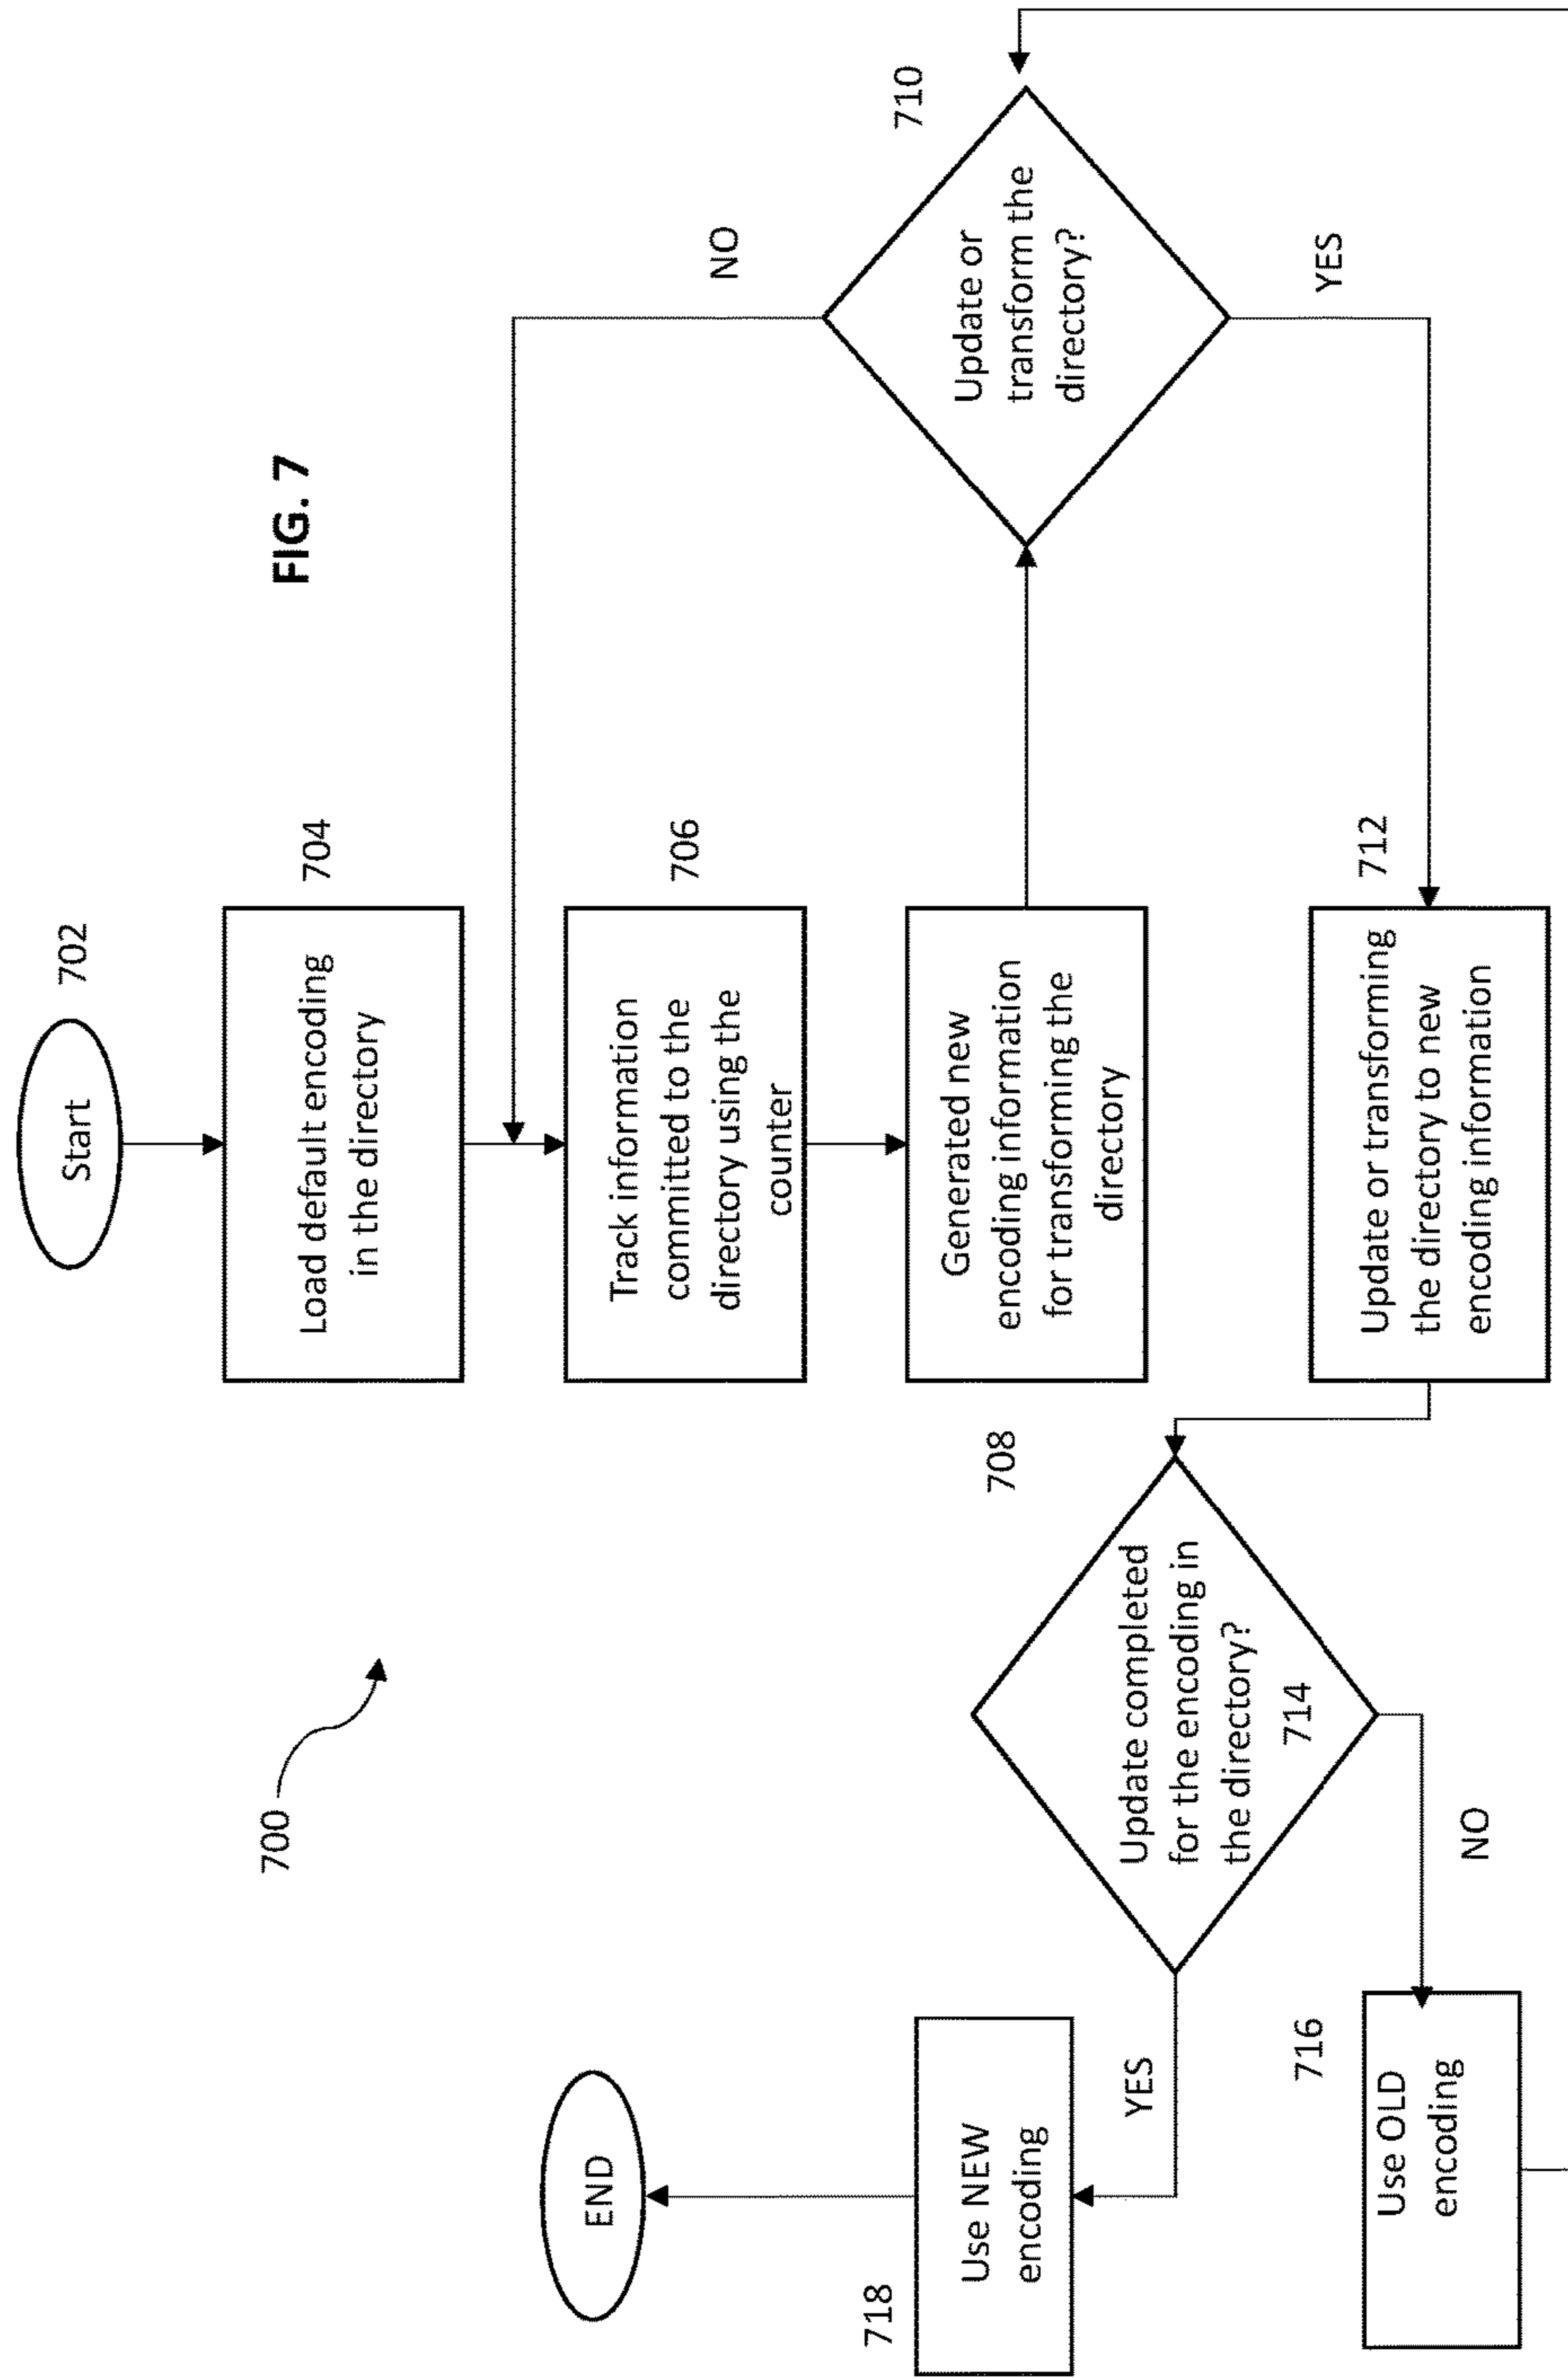 FIG. 7
700
Start
702
Load default encoding
in the directory
704
Track information
committed to the
directory using the
counter
706
Generated new
encoding information
for transforming the
directory
708
Update or
transform the
directory?
710
NO
YES
Update or transforming
the directory to new
encoding information
712
Update completed
for the encoding in
the directory?
714
YES
NO
Use OLD
encoding
716
Use NEW
encoding
718
END